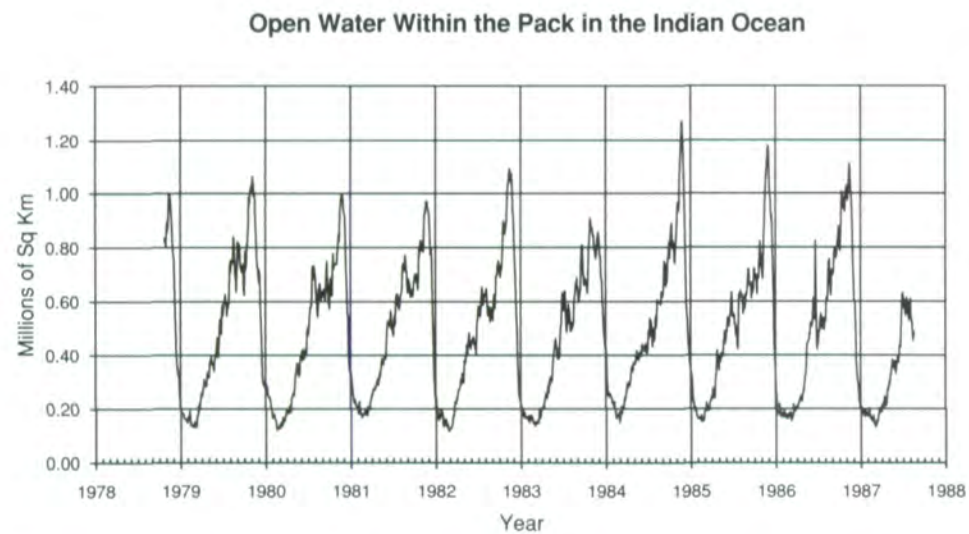 Open Water Within the Pack in the Indian Ocean
Millions of Sq Km
1.40
1.20
1.00
0.80
0.60
0.40
0.20
0.00
1978 1979 1980 1981 1982 1983 1984 1985 1986 1987 1988
Year